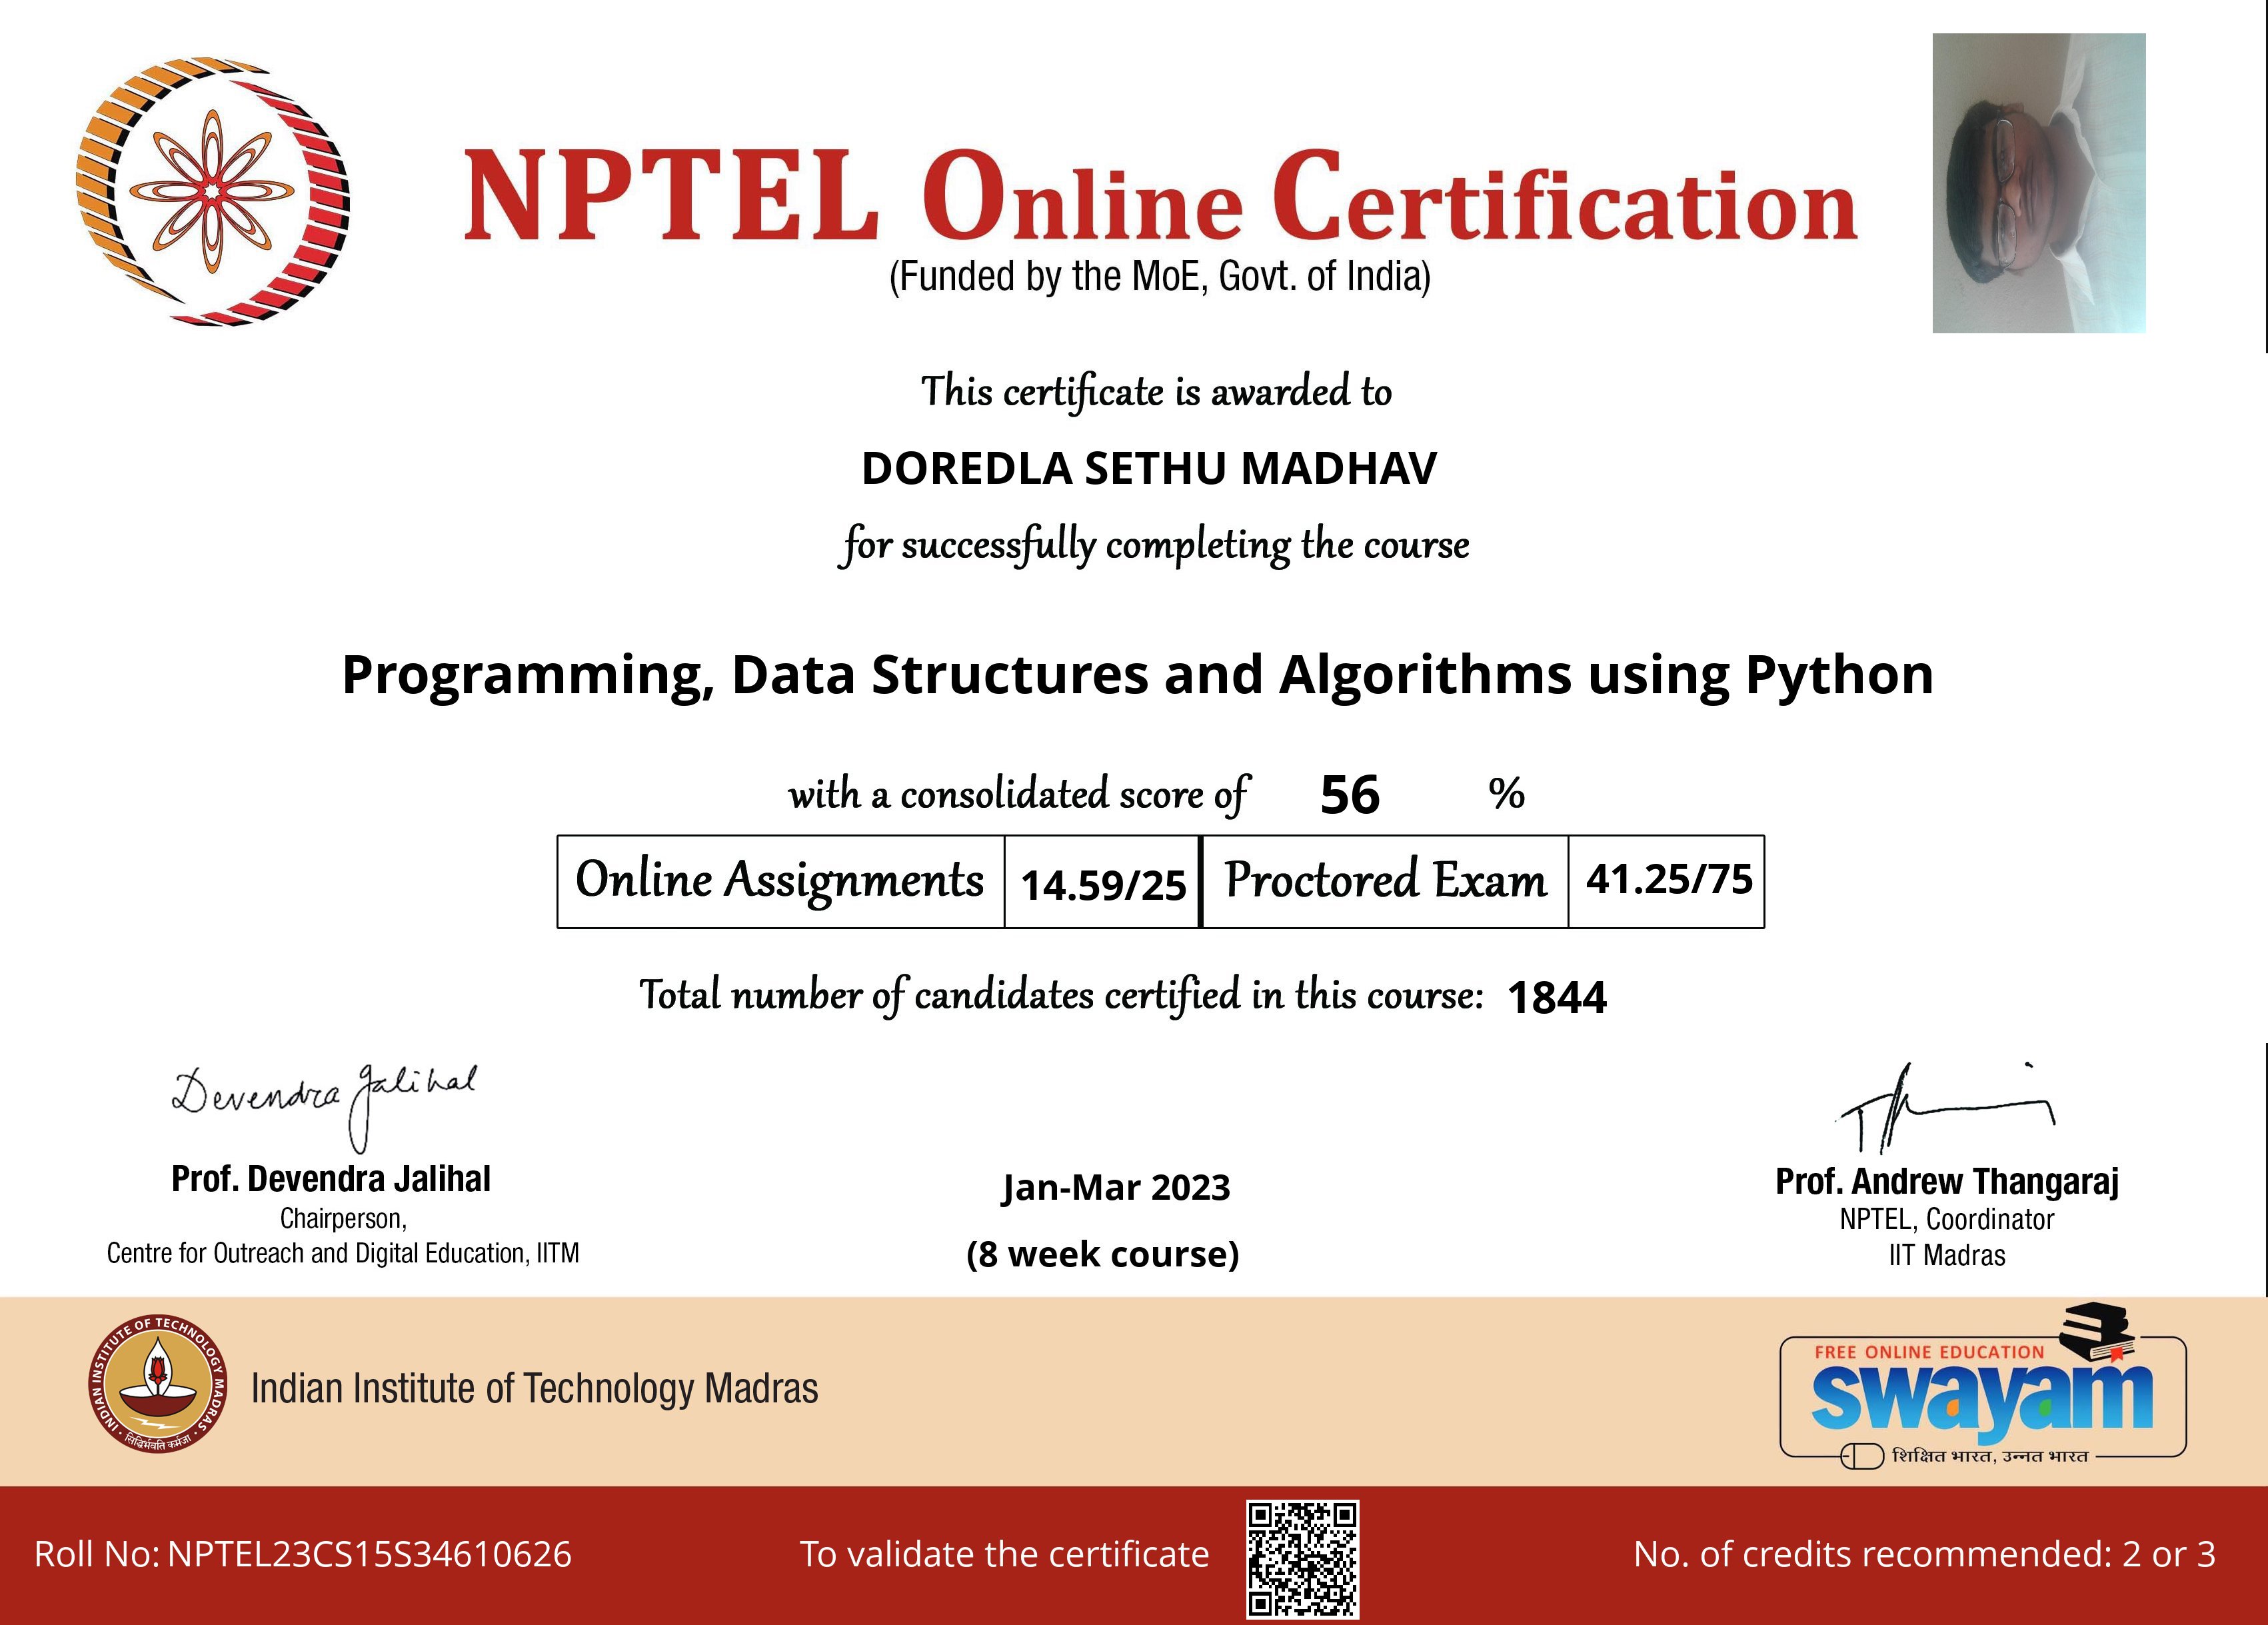 NPTEL Online Certification
(Funded by the MoE, Govt. of India)
This certificate is awarded to
DOREDLA SETHU MADHAV
for successfully completing the course
Programming, Data Structures and Algorithms using Python
with a consolidated score of 56 %
Online Assignments 14.59/25 Proctored Exam 41.25/75
Total number of candidates certified in this course: 1844
Devendra Jalihal
Prof. Devendra Jalihal
Chairperson,
Centre for Outreach and Digital Education, IITM
Jan-Mar 2023
(8 week course)
Prof. Andrew Thangaraj
NPTEL, Coordinator
IIT Madras
INDIAN INSTITUTE OF TECHNOLOGY MADRAS
सिद्धिर्भवति कर्मजा
Indian Institute of Technology Madras
FREE ONLINE EDUCATION
swayam
शिक्षित भारत, उन्नत भारत
Roll No: NPTEL23CS15S34610626
To validate the certificate
No. of credits recommended: 2 or 3